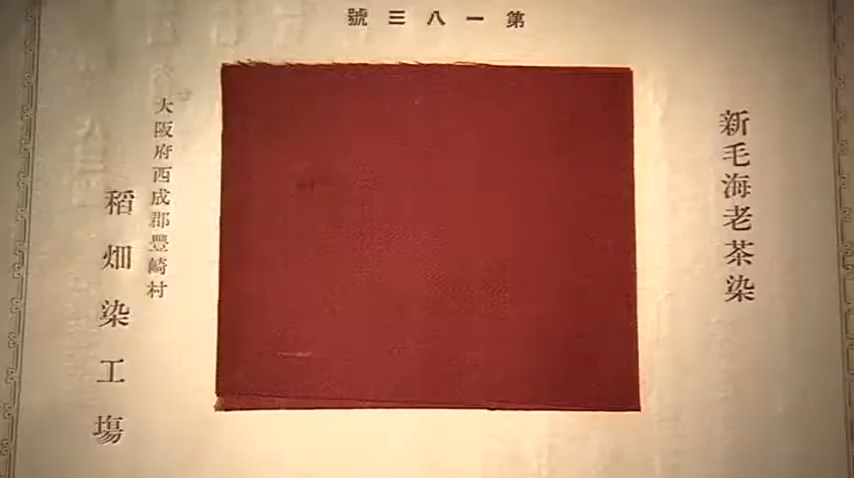 第一八三號
新毛海老茶染
大阪府西成郡豐崎村
稻畑染工塲